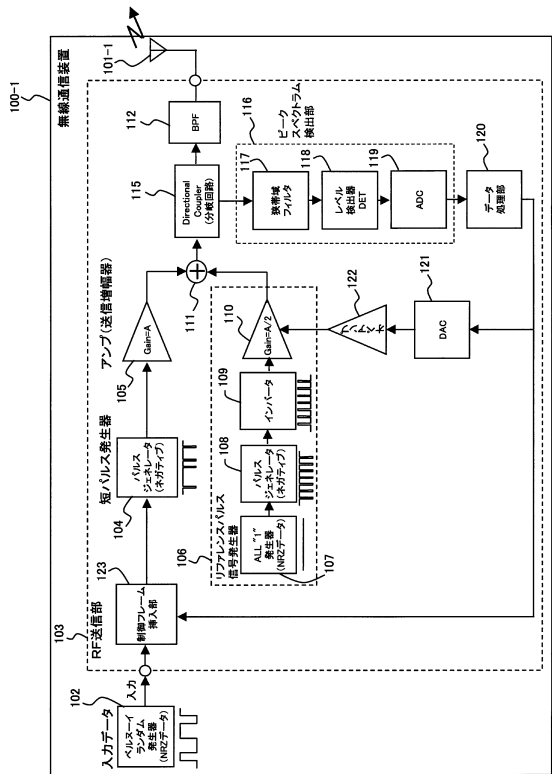 100-1
無線通信装置
103
RF送信部
入力データ
102
ベルヌーイ
ランダム
発生器
(NRZデータ)
入力
123
制御フレーム
挿入部
短パルス発生器
104
パルス
ジェネレータ
(ネガティブ)
アンプ(送信増幅器)
105
Gain=A
106
リファレンスパルス
信号発生器
107
ALL "1"
発生器
(NRZデータ)
108
パルス
ジェネレータ
(ネガティブ)
109
インバータ
110
Gain=A/2
111
115
Directional
Coupler
(分岐回路)
112
BPF
101-1
116
ピーク
スペクトラム
検出部
117
狭帯域
フィルタ
118
レベル
検出器
DET
119
ADC
120
データ
処理部
121
DAC
122
オペアンプ